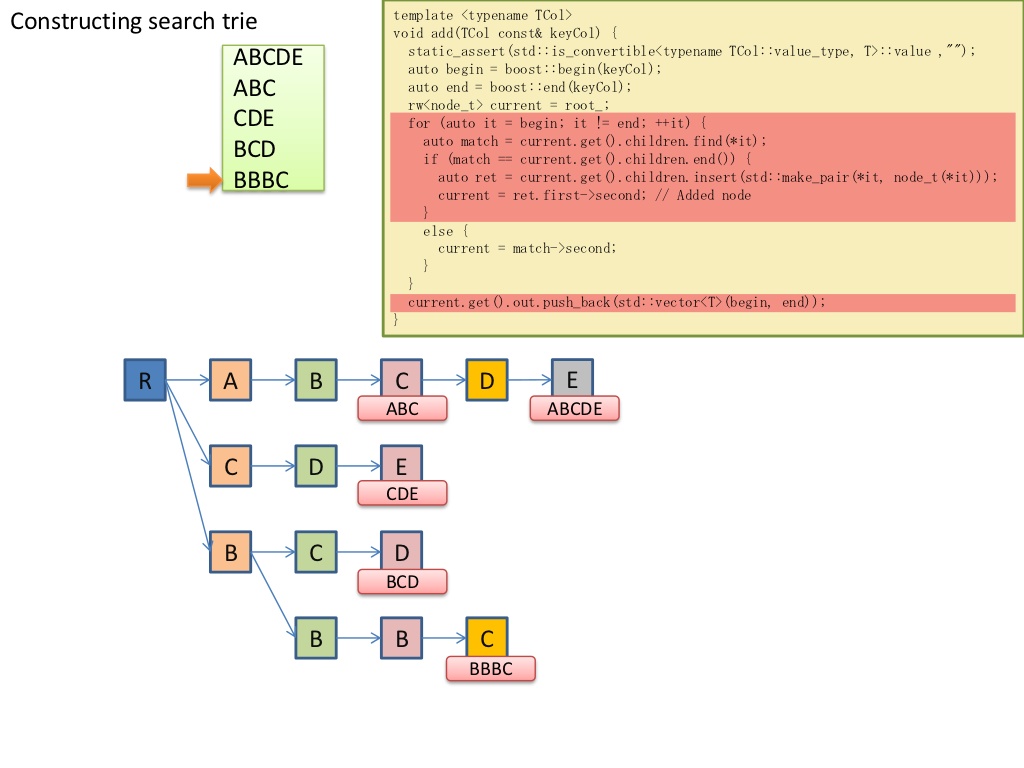 Constructing search trie
ABCDE
ABC
CDE
BCD
BBBC
template <typename TCol>
void add(TCol const& keyCol) {
static_assert(std::is_convertible<typename TCol::value_type, T>::value ,"");
auto begin = boost::begin(keyCol);
auto end = boost::end(keyCol);
rw<node_t> current = root_;
for (auto it = begin; it != end; ++it) {
auto match = current.get().children.find(*it);
if (match == current.get().children.end()) {
auto ret = current.get().children.insert(std::make_pair(*it, node_t(*it)));
current = ret.first->second; // Added node
}
else {
current = match->second;
}
}
current.get().out.push_back(std::vector<T>(begin, end));
}
R A B C D E
ABC ABCDE
C D E
CDE
B C D
BCD
B B C
BBBC